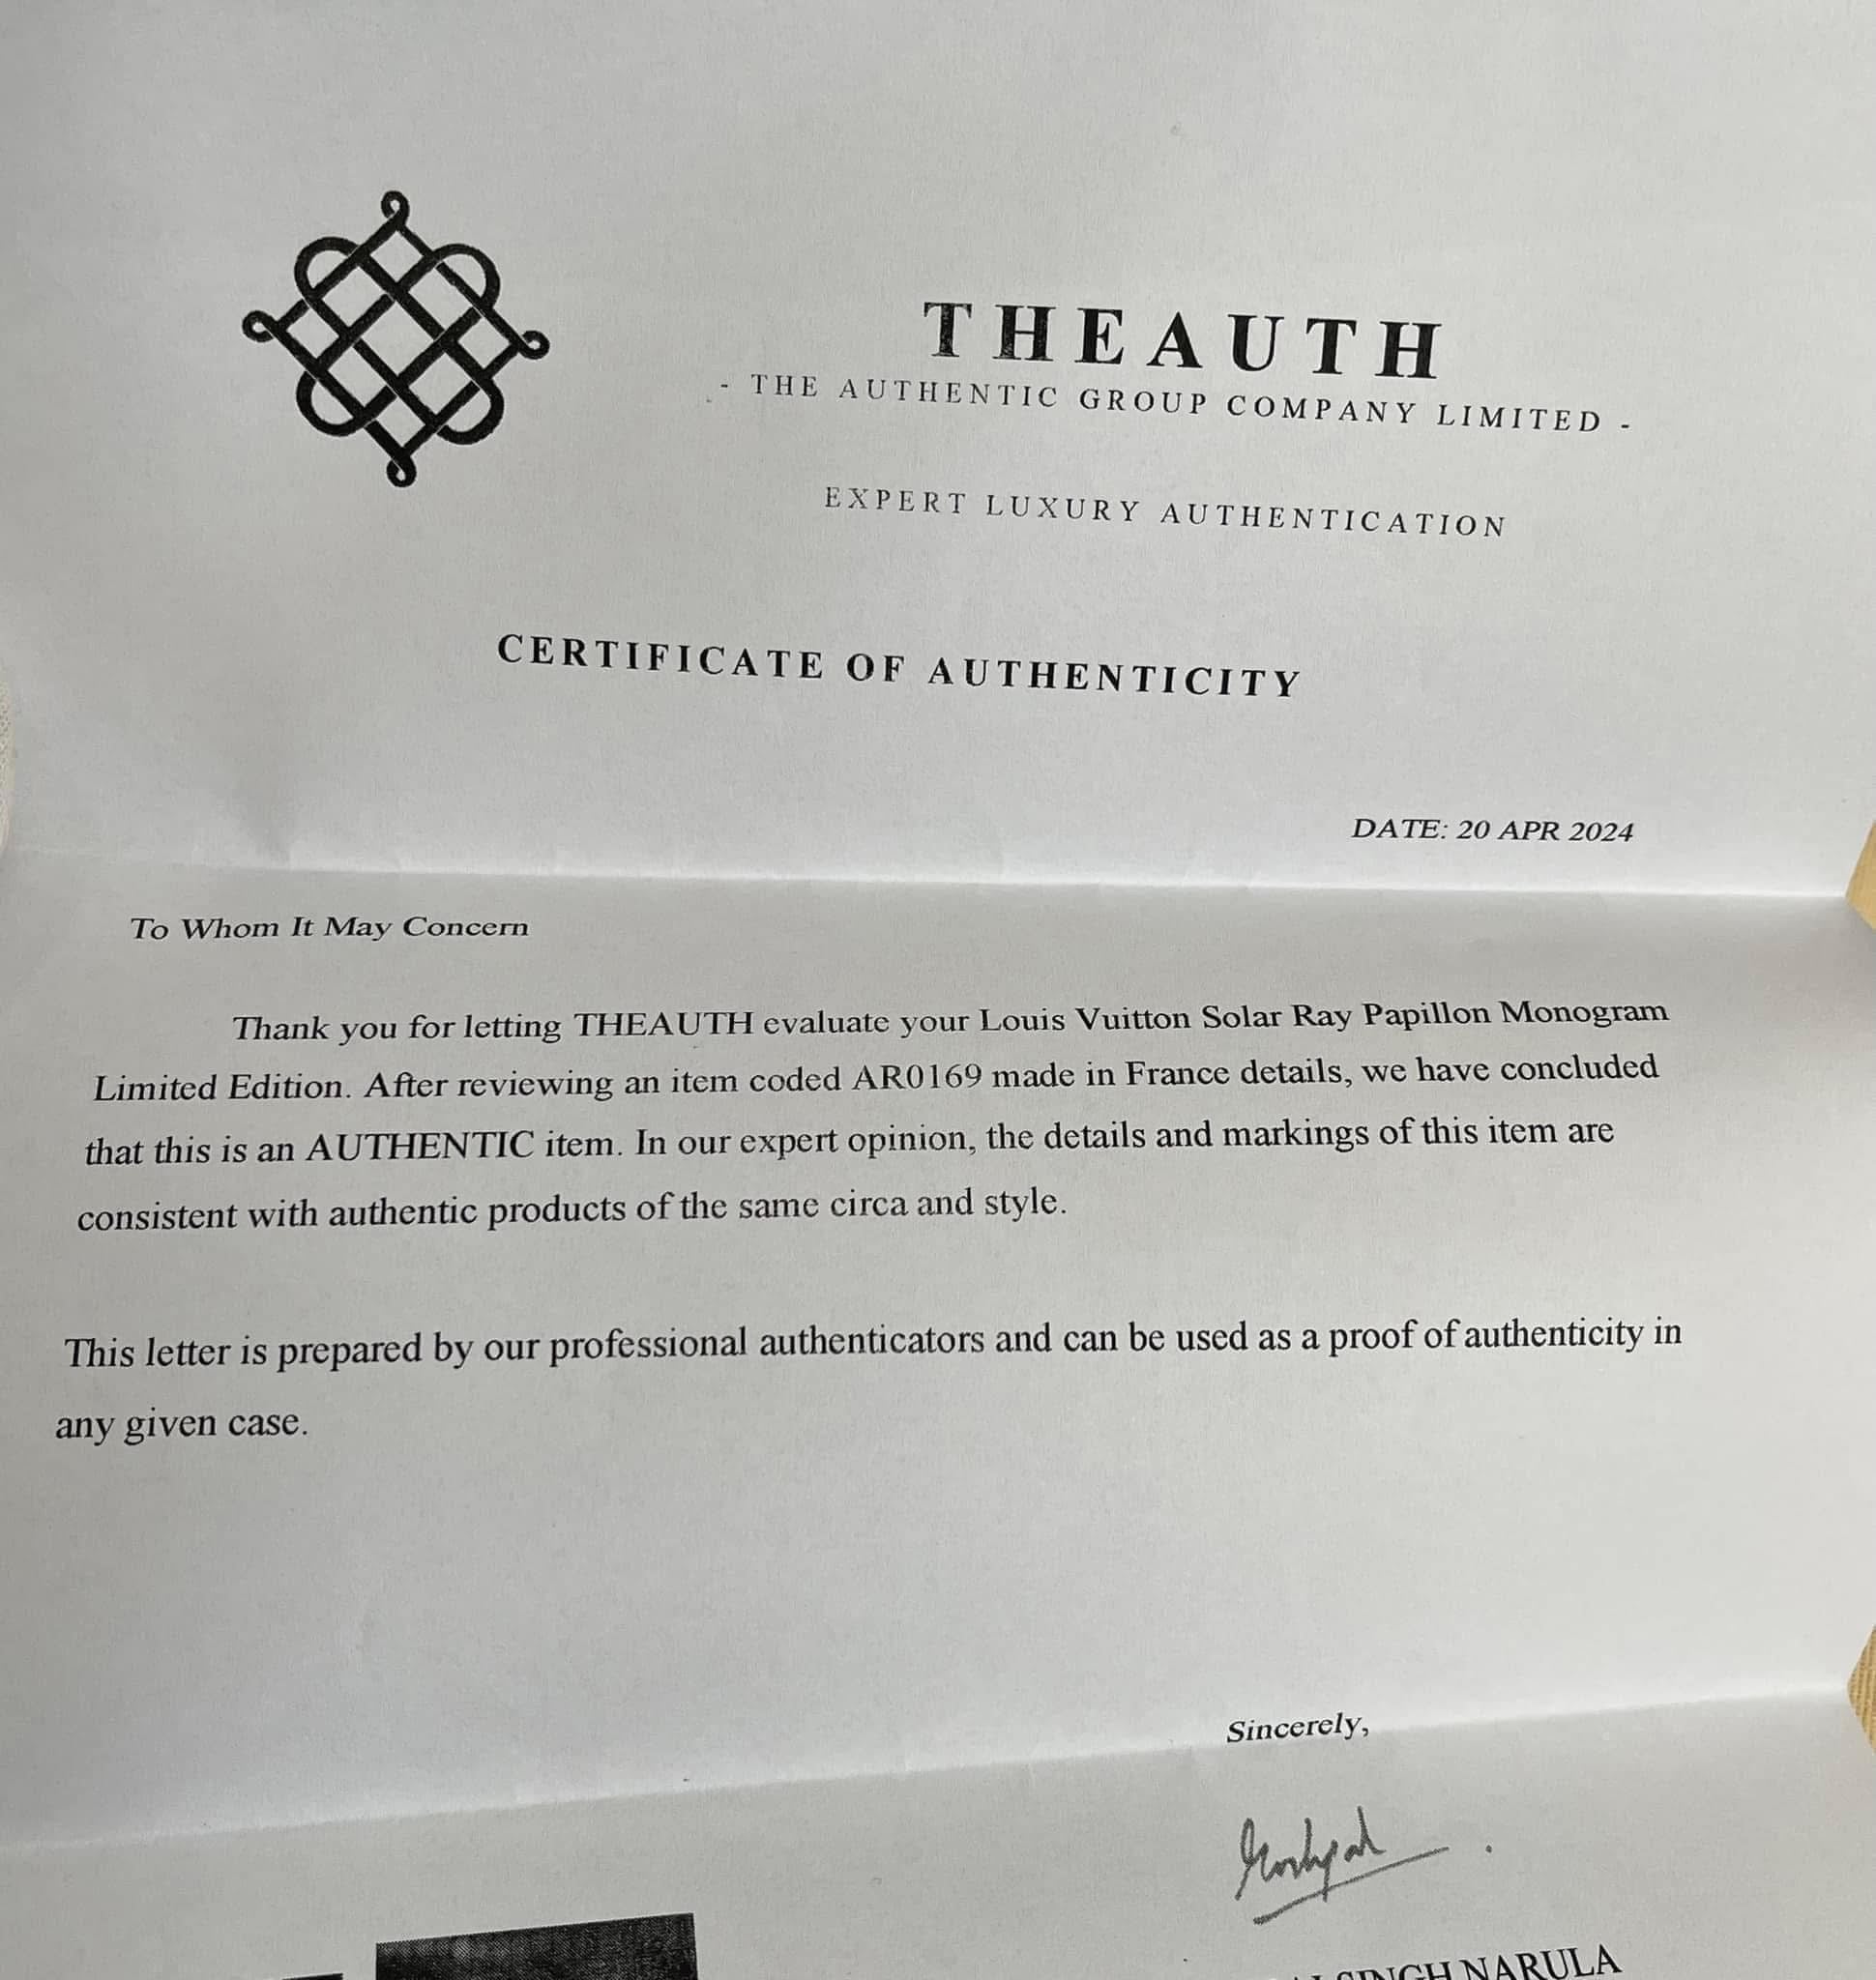 THEAUTH
- THE AUTHENTIC GROUP COMPANY LIMITED -
EXPERT LUXURY AUTHENTICATION
CERTIFICATE OF AUTHENTICITY
DATE: 20 APR 2024
To Whom It May Concern
Thank you for letting THEAUTH evaluate your Louis Vuitton Solar Ray Papillon Monogram
Limited Edition. After reviewing an item coded AR0169 made in France details, we have concluded
that this is an AUTHENTIC item. In our expert opinion, the details and markings of this item are
consistent with authentic products of the same circa and style.
This letter is prepared by our professional authenticators and can be used as a proof of authenticity in
any given case.
Sincerely,
SINGH NARULA